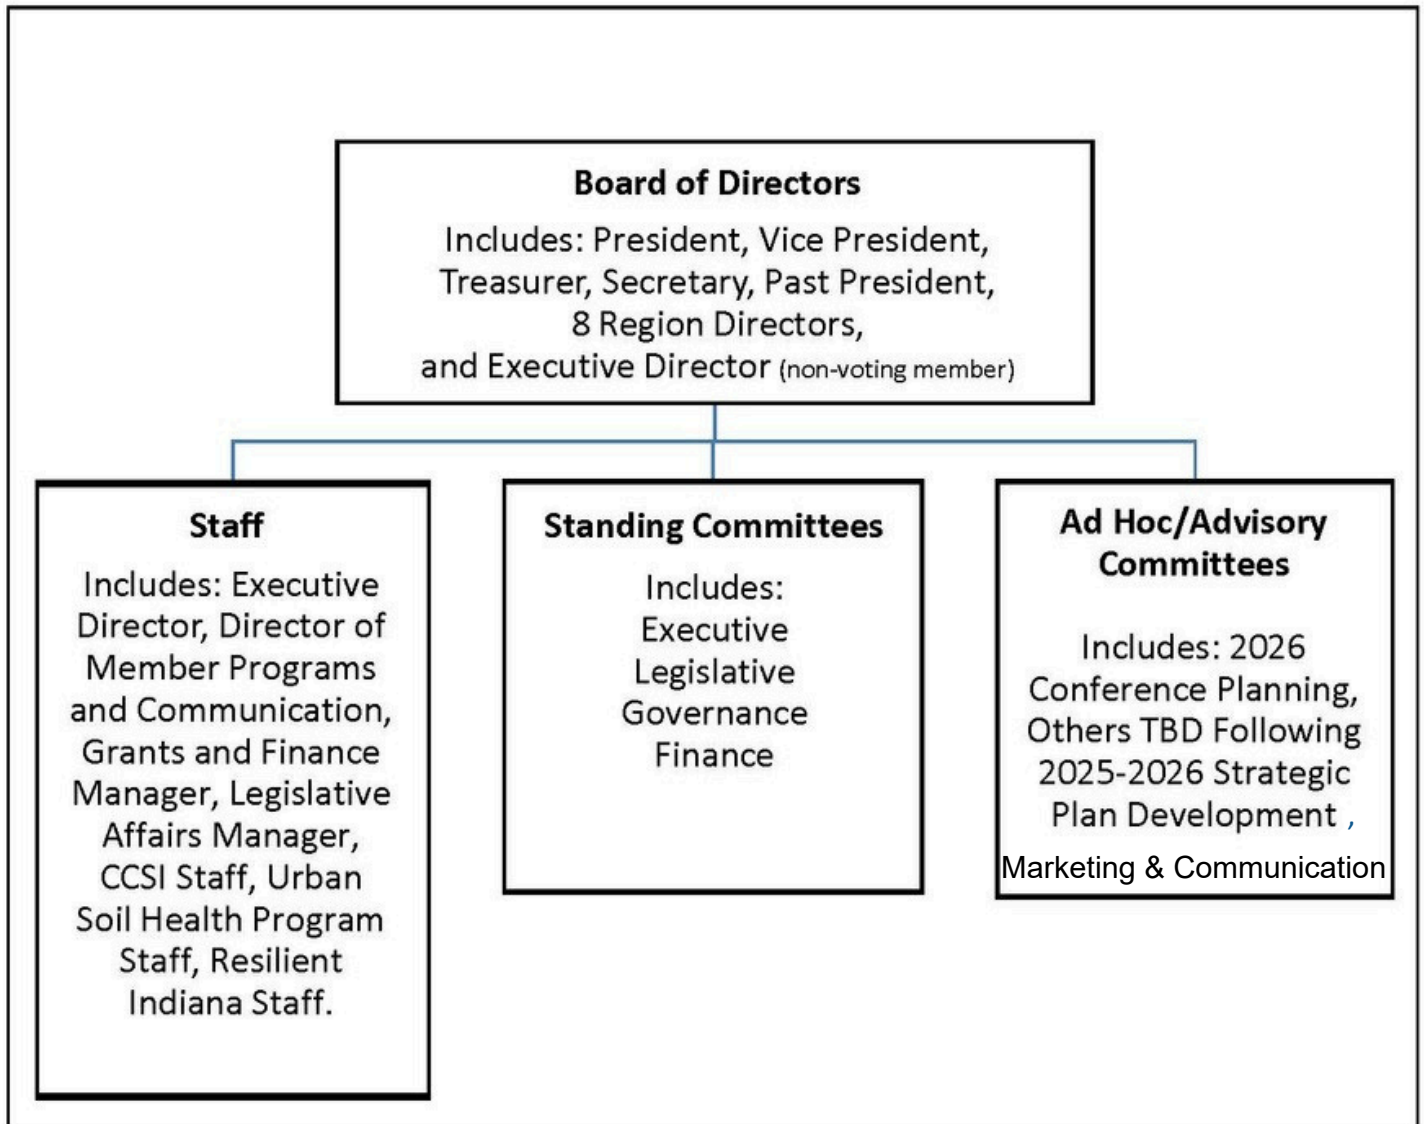 Board of Directors
Includes: President, Vice President,
Treasurer, Secretary, Past President,
8 Region Directors,
and Executive Director (non-voting member)
Staff
Includes: Executive
Director, Director of
Member Programs
and Communication,
Grants and Finance
Manager, Legislative
Affairs Manager,
CCSI Staff, Urban
Soil Health Program
Staff, Resilient
Indiana Staff.
Standing Committees
Includes:
Executive
Legislative
Governance
Finance
Ad Hoc/Advisory
Committees
Includes: 2026
Conference Planning,
Others TBD Following
2025-2026 Strategic
Plan Development ,
Marketing & Communication